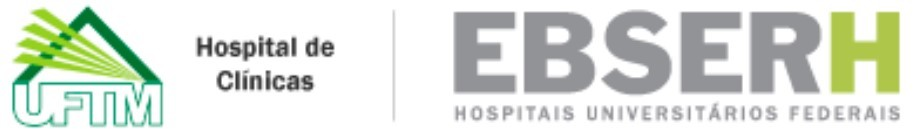 UFTM
Hospital de
Clínicas
EBSERH
HOSPITAIS UNIVERSITÁRIOS FEDERAIS